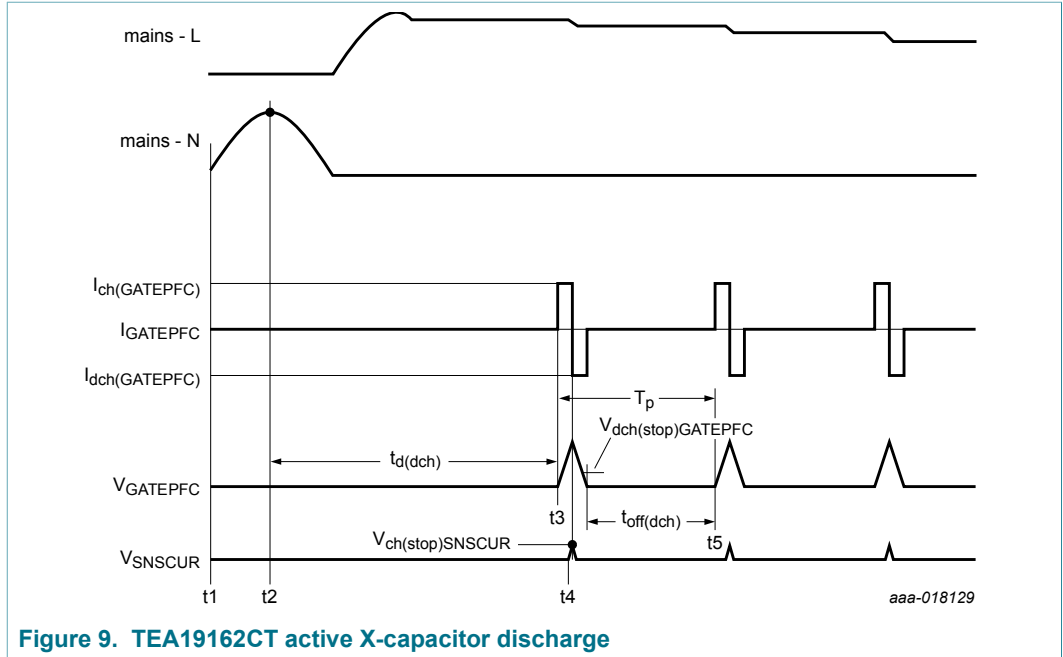 mains - L
mains - N
Ich(GATEPFC)
IGATEPFC
Idch(GATEPFC)
Tp
Vdch(stop)GATEPFC
td(dch)
VGATEPFC
t3
toff(dch)
t5
Vch(stop)SNSCUR
VSNSCUR
t1
t2
t4
aaa-018129
Figure 9. TEA19162CT active X-capacitor discharge